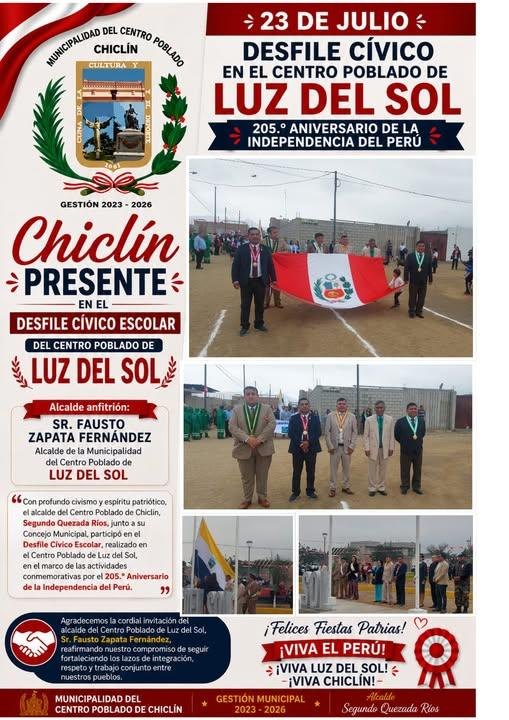 MUNICIPALIDAD DEL CENTRO POBLADO
CHICLÍN
CULTURA Y
CUNA DE LA
Y EL DEPORTE
GESTIÓN 2023 - 2026
Chiclín
PRESENTE
EN EL
DESFILE CÍVICO ESCOLAR
DEL CENTRO POBLADO DE
LUZ DEL SOL
Alcalde anfitrión:
SR. FAUSTO
ZAPATA FERNÁNDEZ
Alcalde de la Municipalidad
del Centro Poblado de
LUZ DEL SOL
“Con profundo civismo y espíritu patriótico,
el alcalde del Centro Poblado de Chiclín,
Segundo Quezada Ríos, junto a su
Concejo Municipal, participó en el
Desfile Cívico Escolar, realizado en
el Centro Poblado de Luz del Sol,
en el marco de las actividades
conmemorativas por el 205.º Aniversario
de la Independencia del Perú.”
23 DE JULIO
DESFILE CÍVICO
EN EL CENTRO POBLADO DE
LUZ DEL SOL
205.º ANIVERSARIO DE LA
INDEPENDENCIA DEL PERÚ
Agradecemos la cordial invitación del
alcalde del Centro Poblado de Luz del Sol,
Sr. Fausto Zapata Fernández,
reafirmando nuestro compromiso de seguir
fortaleciendo los lazos de integración,
respeto y trabajo conjunto entre
nuestros pueblos.
¡Felices Fiestas Patrias!
¡VIVA EL PERÚ!
¡VIVA LUZ DEL SOL!
¡VIVA CHICLÍN!
MUNICIPALIDAD DEL
CENTRO POBLADO DE CHICLÍN
GESTIÓN MUNICIPAL
2023 - 2026
Alcalde
Segundo Quezada Ríos